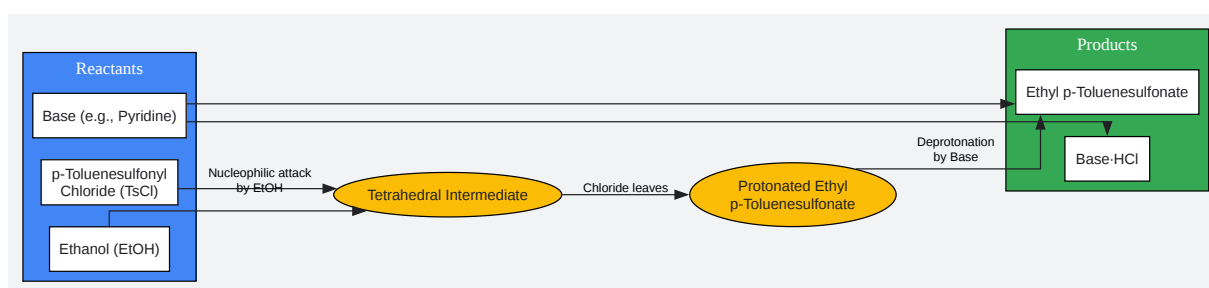 Reactants
Base (e.g., Pyridine)
p-Toluenesulfonyl
Chloride (TsCl)
Ethanol (EtOH)
Nucleophilic attack
by EtOH
Tetrahedral Intermediate
Chloride leaves
Protonated Ethyl
p-Toluenesulfonate
Deprotonation
by Base
Products
Ethyl p-Toluenesulfonate
Base·HCl